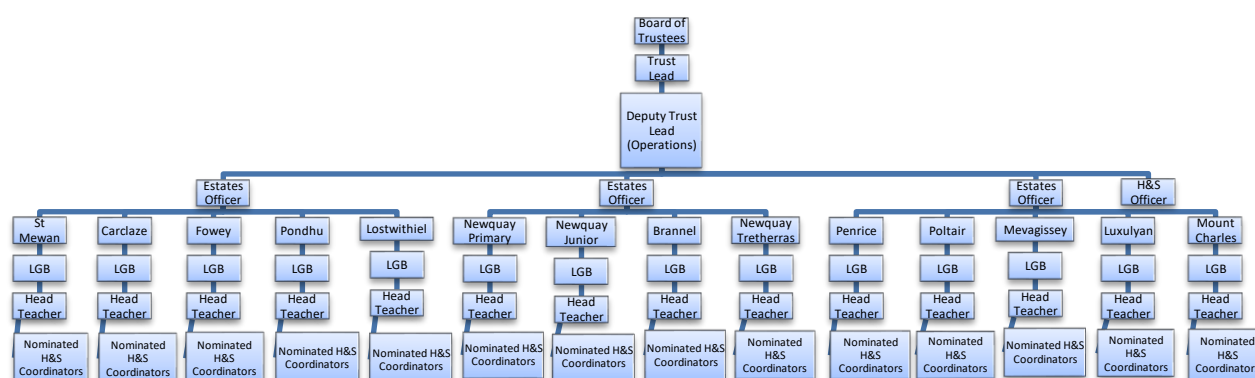 Board of
Trustees
Trust
Lead
Deputy Trust
Lead
(Operations)
Estates
Officer
Estates
Officer
Estates
Officer
H&S
Officer
St
Mewan
Carclaze
Fowey
Pondhu
Lostwithiel
Newquay
Primary
Newquay
Junior
Brannel
Newquay
Tretherras
Penrice
Poltair
Mevagissey
Luxulyan
Mount
Charles
LGB
LGB
LGB
LGB
LGB
LGB
LGB
LGB
LGB
LGB
LGB
LGB
LGB
LGB
Head
Teacher
Head
Teacher
Head
Teacher
Head
Teacher
Head
Teacher
Head
Teacher
Head
Teacher
Head
Teacher
Head
Teacher
Head
Teacher
Head
Teacher
Head
Teacher
Head
Teacher
Head
Teacher
Nominated
H&S
Coordinators
Nominated
H&S
Coordinators
Nominated
H&S
Coordinators
Nominated H&S
Coordinators
Nominated H&S
Coordinators
Nominated H&S
Coordinators
Nominated H&S
Coordinators
Nominated H&S
Coordinators
Nominated
H&S
Coordinators
Nominated
H&S
Coordinators
Nominated H&S
Coordinators
Nominated H&S
Coordinators
Nominated
H&S
Coordinators
Nominated
H&S